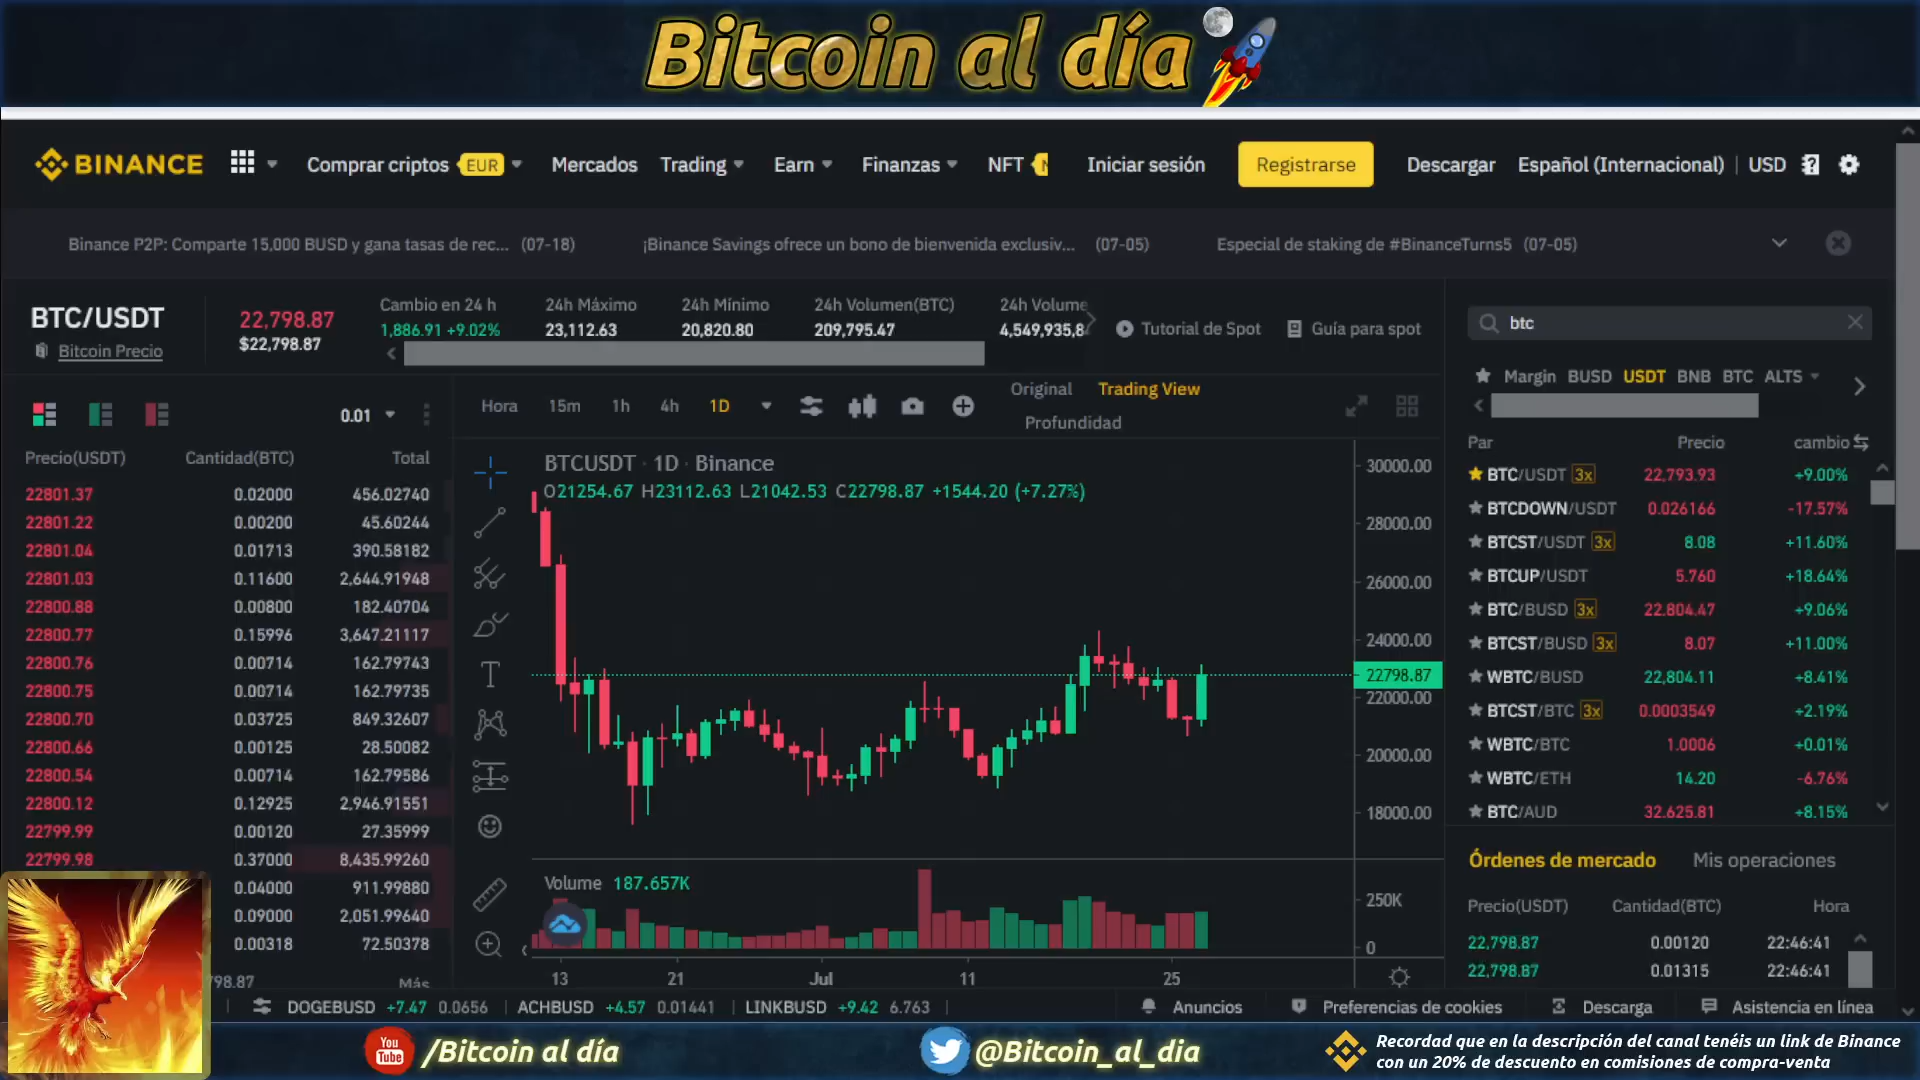 Bitcoin al día
BINANCE
Comprar criptos EUR
Mercados
Trading
Earn
Finanzas
NFT
Iniciar sesión
Registrarse
Descargar
Español (Internacional)
USD
Binance P2P: Comparte 15,000 BUSD y gana tasas de rec... (07-18)
¡Binance Savings ofrece un bono de bienvenida exclusiv... (07-05)
Especial de staking de #BinanceTurns5 (07-05)
BTC/USDT
Bitcoin Precio
22,798.87
$22,798.87
Cambio en 24 h
1,886.91 +9.02%
24h Máximo
23,112.63
24h Mínimo
20,820.80
24h Volumen(BTC)
209,795.47
24h Volume
4,549,935,8
Tutorial de Spot
Guía para spot
0.01
Precio(USDT) Cantidad(BTC) Total
22801.37 0.02000 456.02740
22801.22 0.00200 45.60244
22801.04 0.01713 390.58182
22801.03 0.11600 2,644.91948
22800.88 0.00800 182.40704
22800.77 0.15996 3,647.21117
22800.76 0.00714 162.79743
22800.75 0.00714 162.79735
22800.70 0.03725 849.32607
22800.66 0.00125 28.50082
22800.54 0.00714 162.79586
22800.12 0.12925 2,946.91551
22799.99 0.00120 27.35999
22799.98 0.37000 8,435.99260
0.04000 911.99880
0.09000 2,051.99640
0.00318 72.50378
798.87 Más
Hora 15m 1h 4h 1D
Original Trading View
Profundidad
BTCUSDT · 1D · Binance
O21254.67 H23112.63 L21042.53 C22798.87 +1544.20 (+7.27%)
30000.00
28000.00
26000.00
24000.00
22798.87
22000.00
20000.00
18000.00
Volume 187.657K
250K
0
13 21 Jul 11 25
btc
Margin BUSD USDT BNB BTC ALTS
Par Precio cambio
BTC/USDT 3x 22,793.93 +9.00%
BTCDOWN/USDT 0.026166 -17.57%
BTCST/USDT 3x 8.08 +11.60%
BTCUP/USDT 5.760 +18.64%
BTC/BUSD 3x 22,804.47 +9.06%
BTCST/BUSD 3x 8.07 +11.00%
WBTC/BUSD 22,804.11 +8.41%
BTCST/BTC 3x 0.0003549 +2.19%
WBTC/BTC 1.0006 +0.01%
WBTC/ETH 14.20 -6.76%
BTC/AUD 32,625.81 +8.15%
Órdenes de mercado Mis operaciones
Precio(USDT) Cantidad(BTC) Hora
22,798.87 0.00120 22:46:41
22,798.87 0.01315 22:46:41
DOGEBUSD +7.47 0.0656
ACHBUSD +4.57 0.01441
LINKBUSD +9.42 6.763
Anuncios
Preferencias de cookies
Descarga
Asistencia en línea
You Tube /Bitcoin al día
@Bitcoin_al_dia
Recordad que en la descripción del canal tenéis un link de Binance
con un 20% de descuento en comisiones de compra-venta